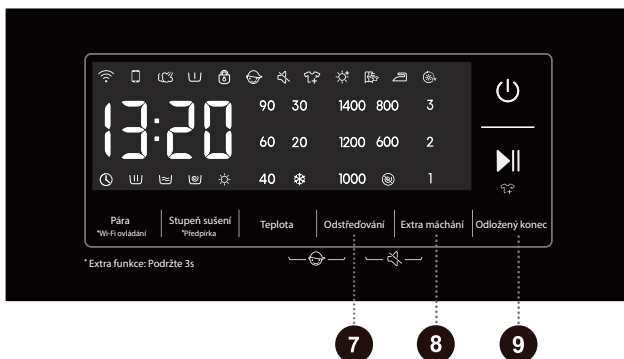 90 30 1400 800 3
13:20
60 20 1200 600 2
40 1000 1
Pára
*Wi-Fi ovládání
Stupeň sušení
*Předpírka
Teplota
Odstřeďování
Extra máchání
Odložený konec
*Extra funkce: Podržte 3s
7 8 9